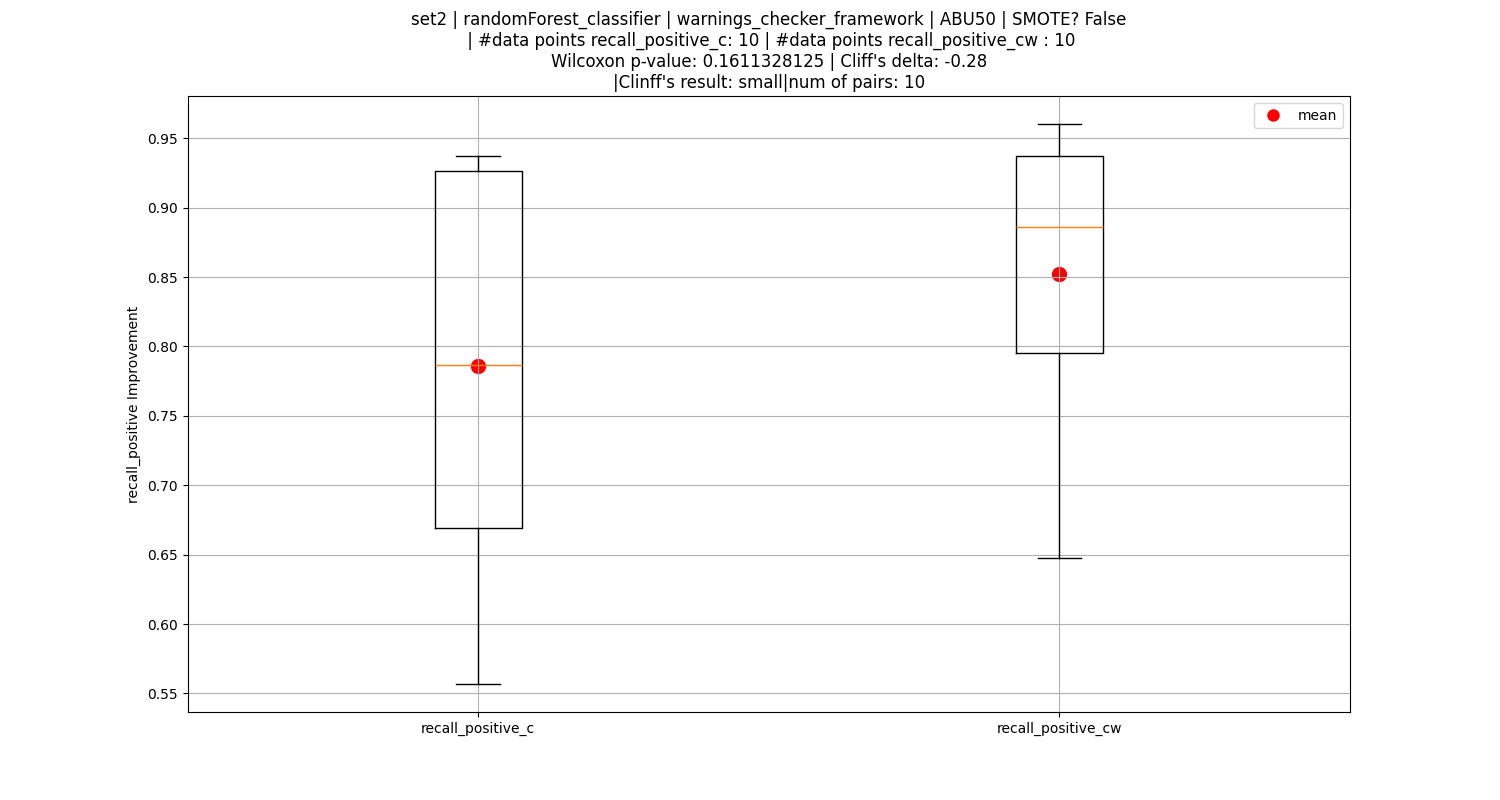 set2 | randomForest_classifier | warnings_checker_framework | ABU50 | SMOTE? False
| #data points recall_positive_c: 10 | #data points recall_positive_cw : 10
Wilcoxon p-value: 0.1611328125 | Cliff's delta: -0.28
|Clinff's result: small|num of pairs: 10
mean
0.95
0.90
0.85
0.80
0.75
0.70
0.65
0.60
0.55
recall_positive Improvement
recall_positive_c
recall_positive_cw